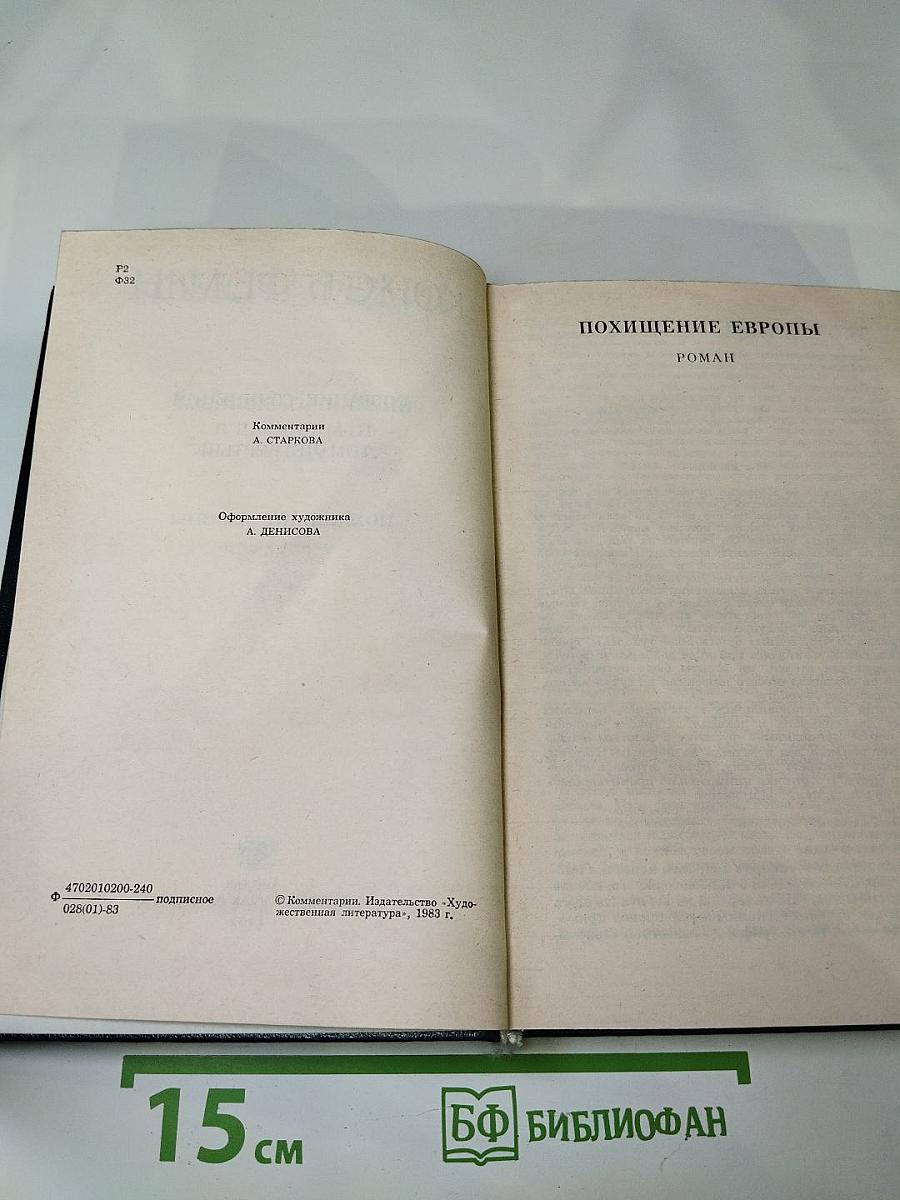 Р2
Ф32
Комментарии
А. СТАРКОВА
Оформление художника
А. ДЕНИСОВА
Ф 4702010200-240
028(01)-83 подписное
© Комментарии. Издательство «Худо-
жественная литература», 1983 г.
ПОХИЩЕНИЕ ЕВРОПЫ
РОМАН
15 см
БФ БИБЛИОФАН